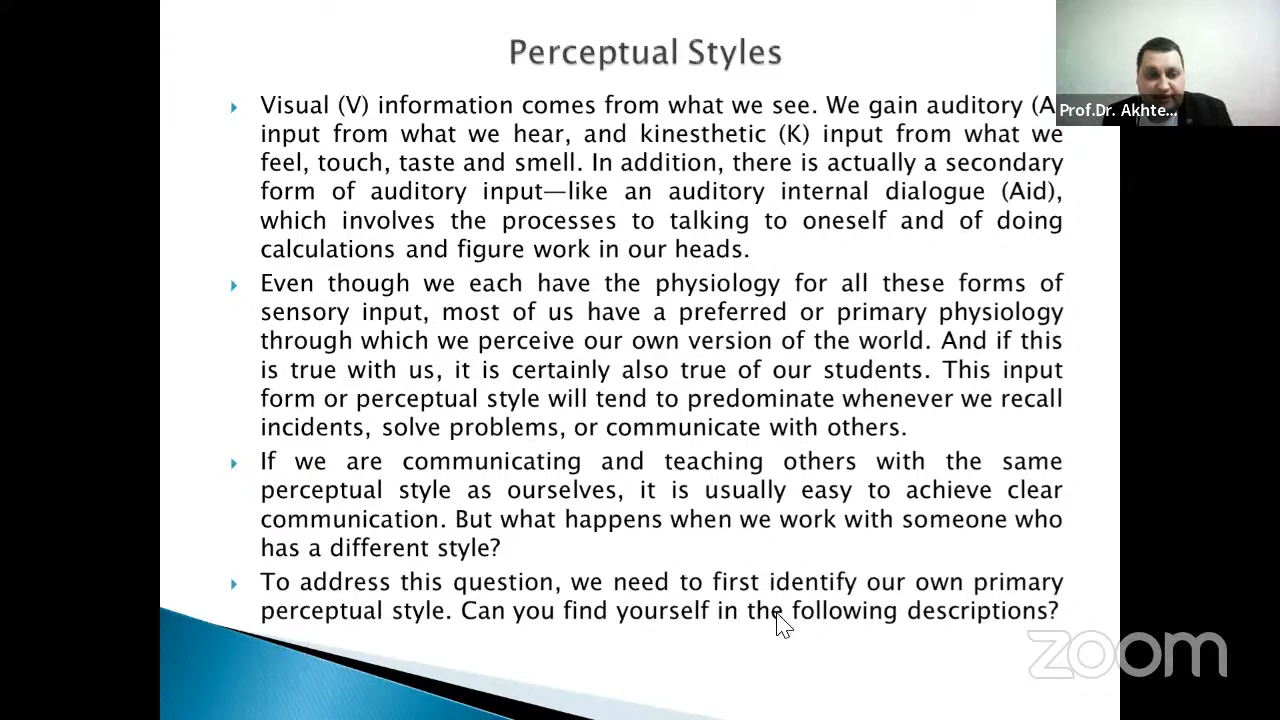 Perceptual Styles
Visual (V) information comes from what we see. We gain auditory (A
input from what we hear, and kinesthetic (K) input from what we
feel, touch, taste and smell. In addition, there is actually a secondary
form of auditory input—like an auditory internal dialogue (Aid),
which involves the processes to talking to oneself and of doing
calculations and figure work in our heads.
Even though we each have the physiology for all these forms of
sensory input, most of us have a preferred or primary physiology
through which we perceive our own version of the world. And if this
is true with us, it is certainly also true of our students. This input
form or perceptual style will tend to predominate whenever we recall
incidents, solve problems, or communicate with others.
If we are communicating and teaching others with the same
perceptual style as ourselves, it is usually easy to achieve clear
communication. But what happens when we work with someone who
has a different style?
To address this question, we need to first identify our own primary
perceptual style. Can you find yourself in the following descriptions?
Prof.Dr. Akhte...
zoom